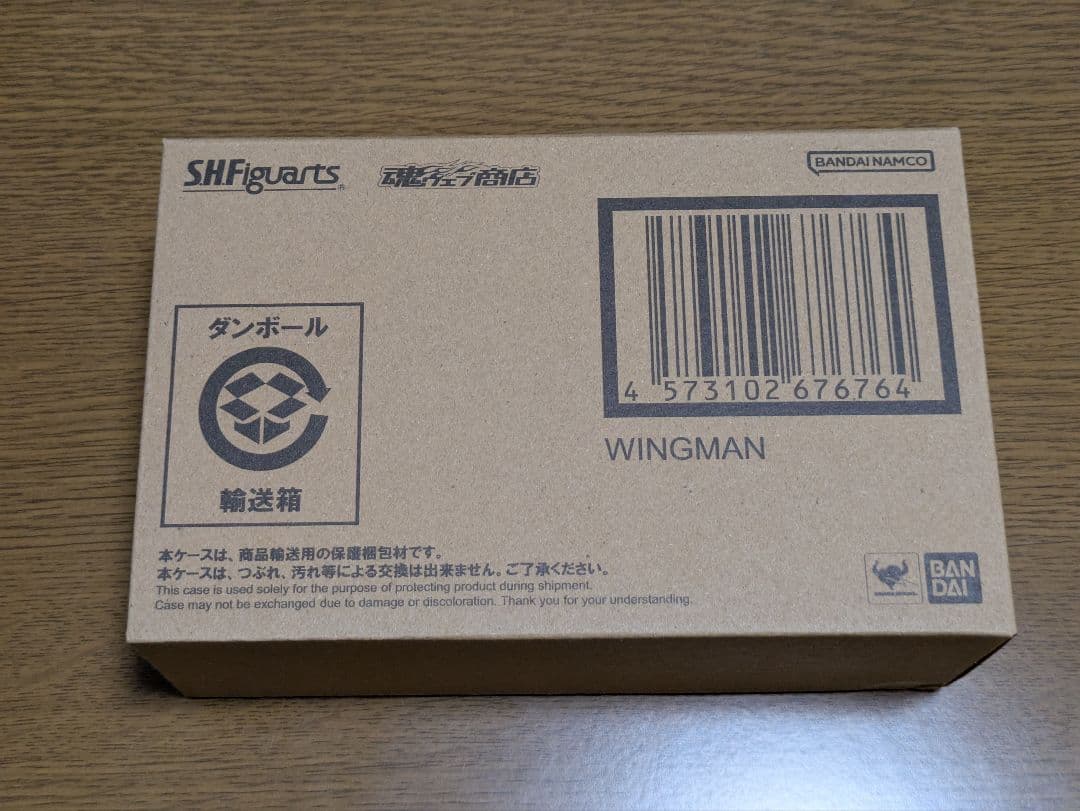 S.H.Figuarts
魂ウェブ商店
BANDAI NAMCO
4 573102 676764
WINGMAN
ダンボール
輸送箱
本ケースは、商品輸送用の保護梱包材です。
本ケースは、つぶれ、汚れ等による交換は出来ません。ご了承ください。
This case is used solely for the purpose of protecting product during shipment.
Case may not be exchanged due to damage or discoloration. Thank you for your understanding.
BAN
DAI